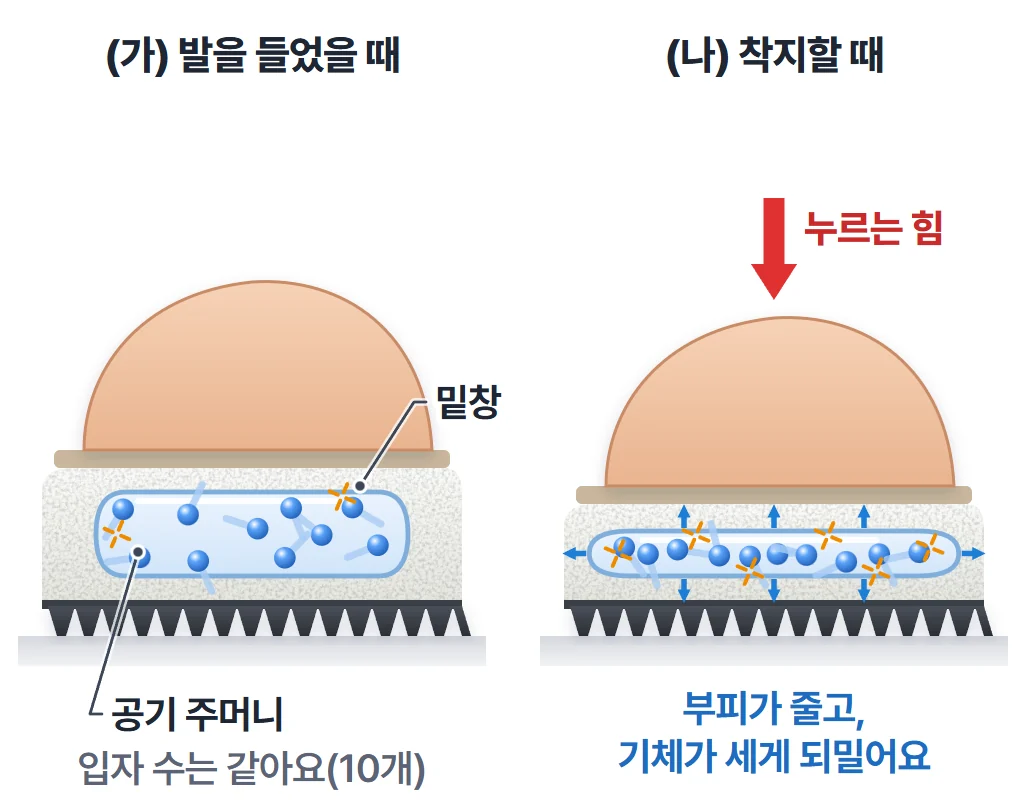 (가) 발을 들었을 때
(나) 착지할 때
누르는 힘
밑창
공기 주머니
입자 수는 같아요(10개)
부피가 줄고,
기체가 세게 되밀어요